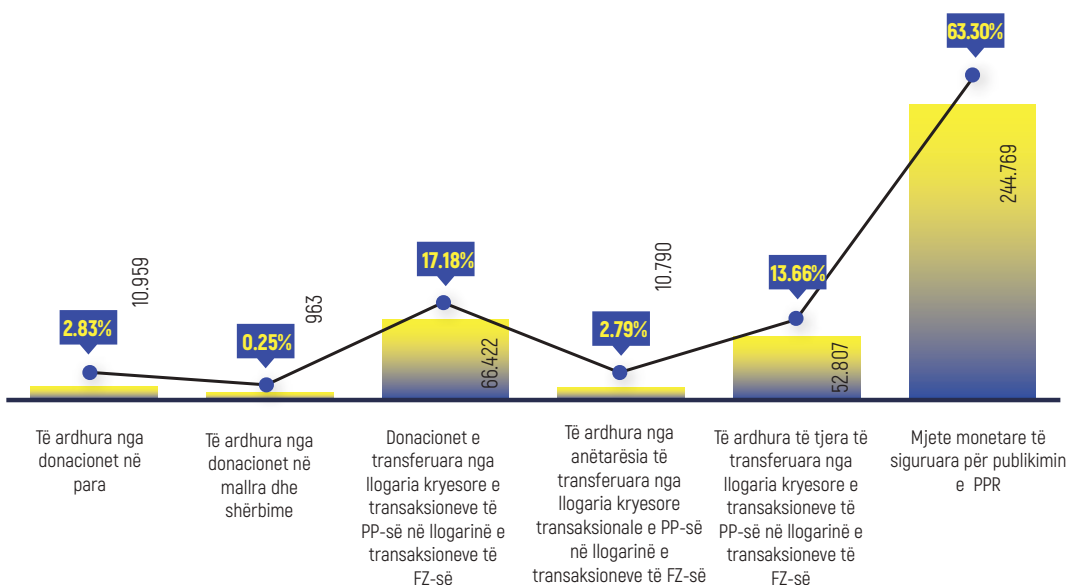 63.30%
244.769
17.18%
66.422
13.66%
52.807
10.959
2.83%
963
0.25%
10.790
2.79%
Të ardhura nga
donacionet në
para
Të ardhura nga
donacionet në
mallra dhe
shërbime
Donacionet e
transferuara nga
llogaria kryesore e
transaksioneve të
PP-së në llogarinë e
transaksioneve të
FZ-së
Të ardhura nga
anëtarësia të
transferuara nga
llogaria kryesore
transaksionale e PP-së
në llogarinë e
transaksioneve të FZ-së
Të ardhura të tjera të
transferuara nga
llogaria kryesore e
transaksioneve të
PP-së në llogarinë e
transaksioneve të
FZ-së
Mjete monetare të
siguruara për publikimin
e PPR